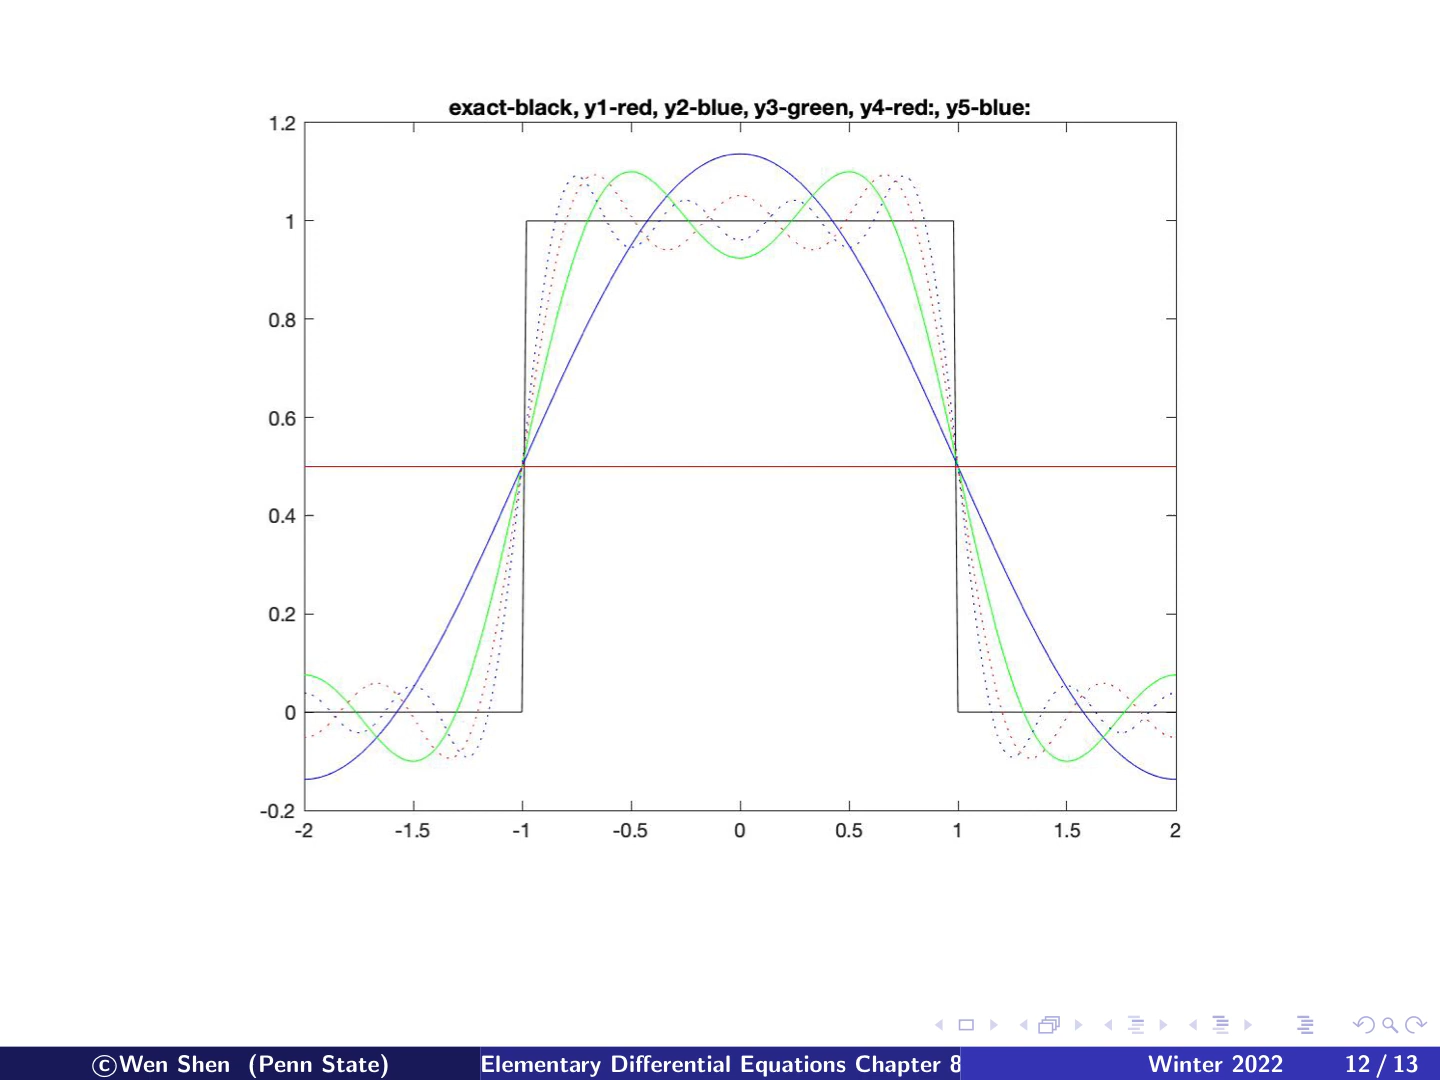 exact-black, y1-red, y2-blue, y3-green, y4-red:, y5-blue:
1.2
1
0.8
0.6
0.4
0.2
0
-0.2
-2 -1.5 -1 -0.5 0 0.5 1 1.5 2
©Wen Shen (Penn State) Elementary Differential Equations Chapter 8 Winter 2022 12 / 13